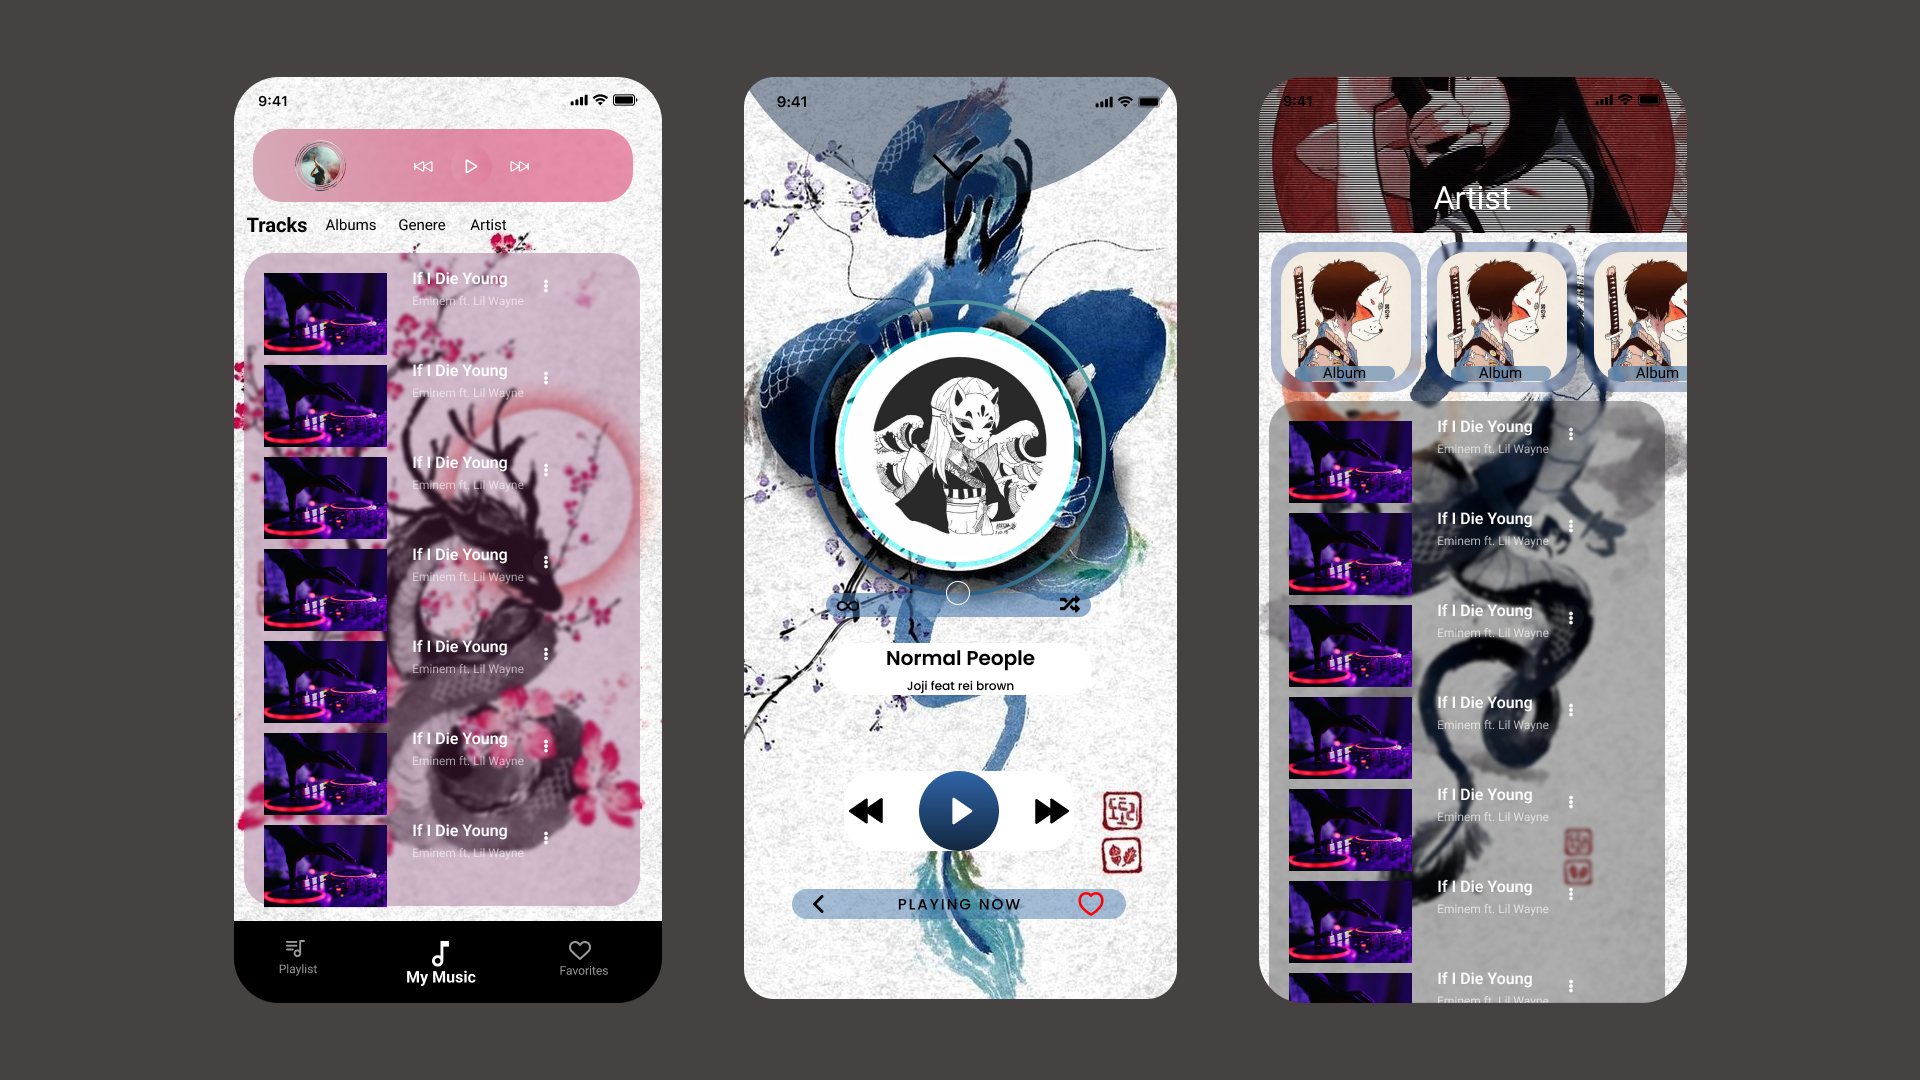 9:41
Tracks Albums Genere Artist
If I Die Young
Eminem ft. Lil Wayne
If I Die Young
Eminem ft. Lil Wayne
If I Die Young
Eminem ft. Lil Wayne
If I Die Young
Eminem ft. Lil Wayne
If I Die Young
Eminem ft. Lil Wayne
If I Die Young
Eminem ft. Lil Wayne
If I Die Young
Eminem ft. Lil Wayne
Playlist My Music Favorites
9:41
Normal People
Joji feat rei brown
PLAYING NOW
9:41
Artist
Album Album Album
If I Die Young
Eminem ft. Lil Wayne
If I Die Young
Eminem ft. Lil Wayne
If I Die Young
Eminem ft. Lil Wayne
If I Die Young
Eminem ft. Lil Wayne
If I Die Young
Eminem ft. Lil Wayne
If I Die Young
Eminem ft. Lil Wayne
If I Die Young
Eminem ft. Lil Wayne